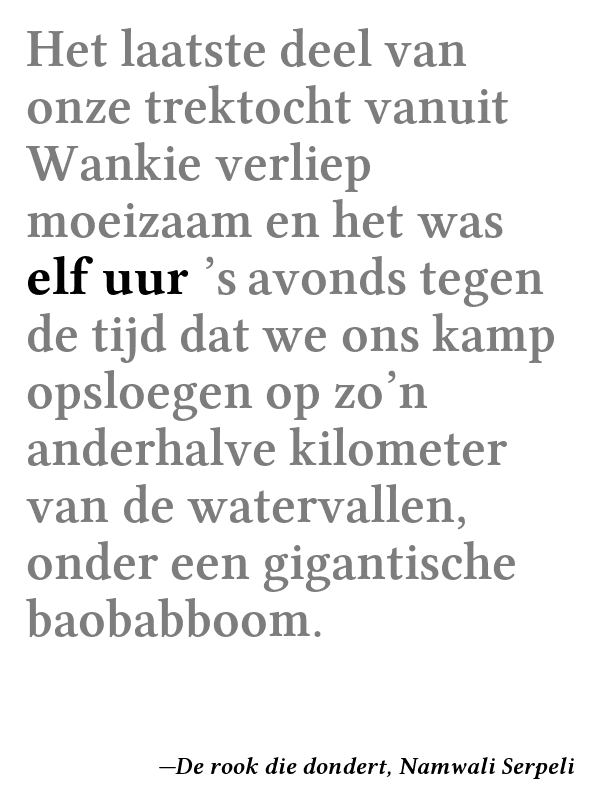 Het laatste deel van
onze trektocht vanuit
Wankie verliep
moeizaam en het was
elf uur ’s avonds tegen
de tijd dat we ons kamp
opsloegen op zo’n
anderhalve kilometer
van de watervallen,
onder een gigantische
baobabboom.
—De rook die dondert, Namwali Serpeli